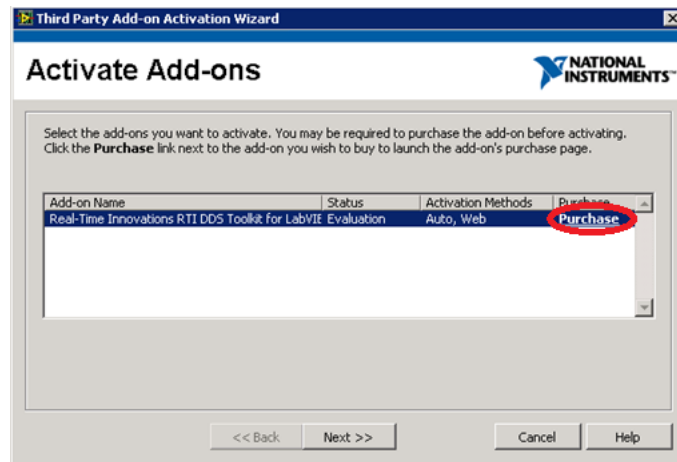 Third Party Add-on Activation Wizard
Activate Add-ons
NATIONAL
INSTRUMENTS™
Select the add-ons you want to activate. You may be required to purchase the add-on before activating.
Click the Purchase link next to the add-on you wish to buy to launch the add-on's purchase page.
Add-on Name Status Activation Methods Purchase
Real-Time Innovations RTI DDS Toolkit for LabVIE Evaluation Auto, Web Purchase
<< Back Next >> Cancel Help